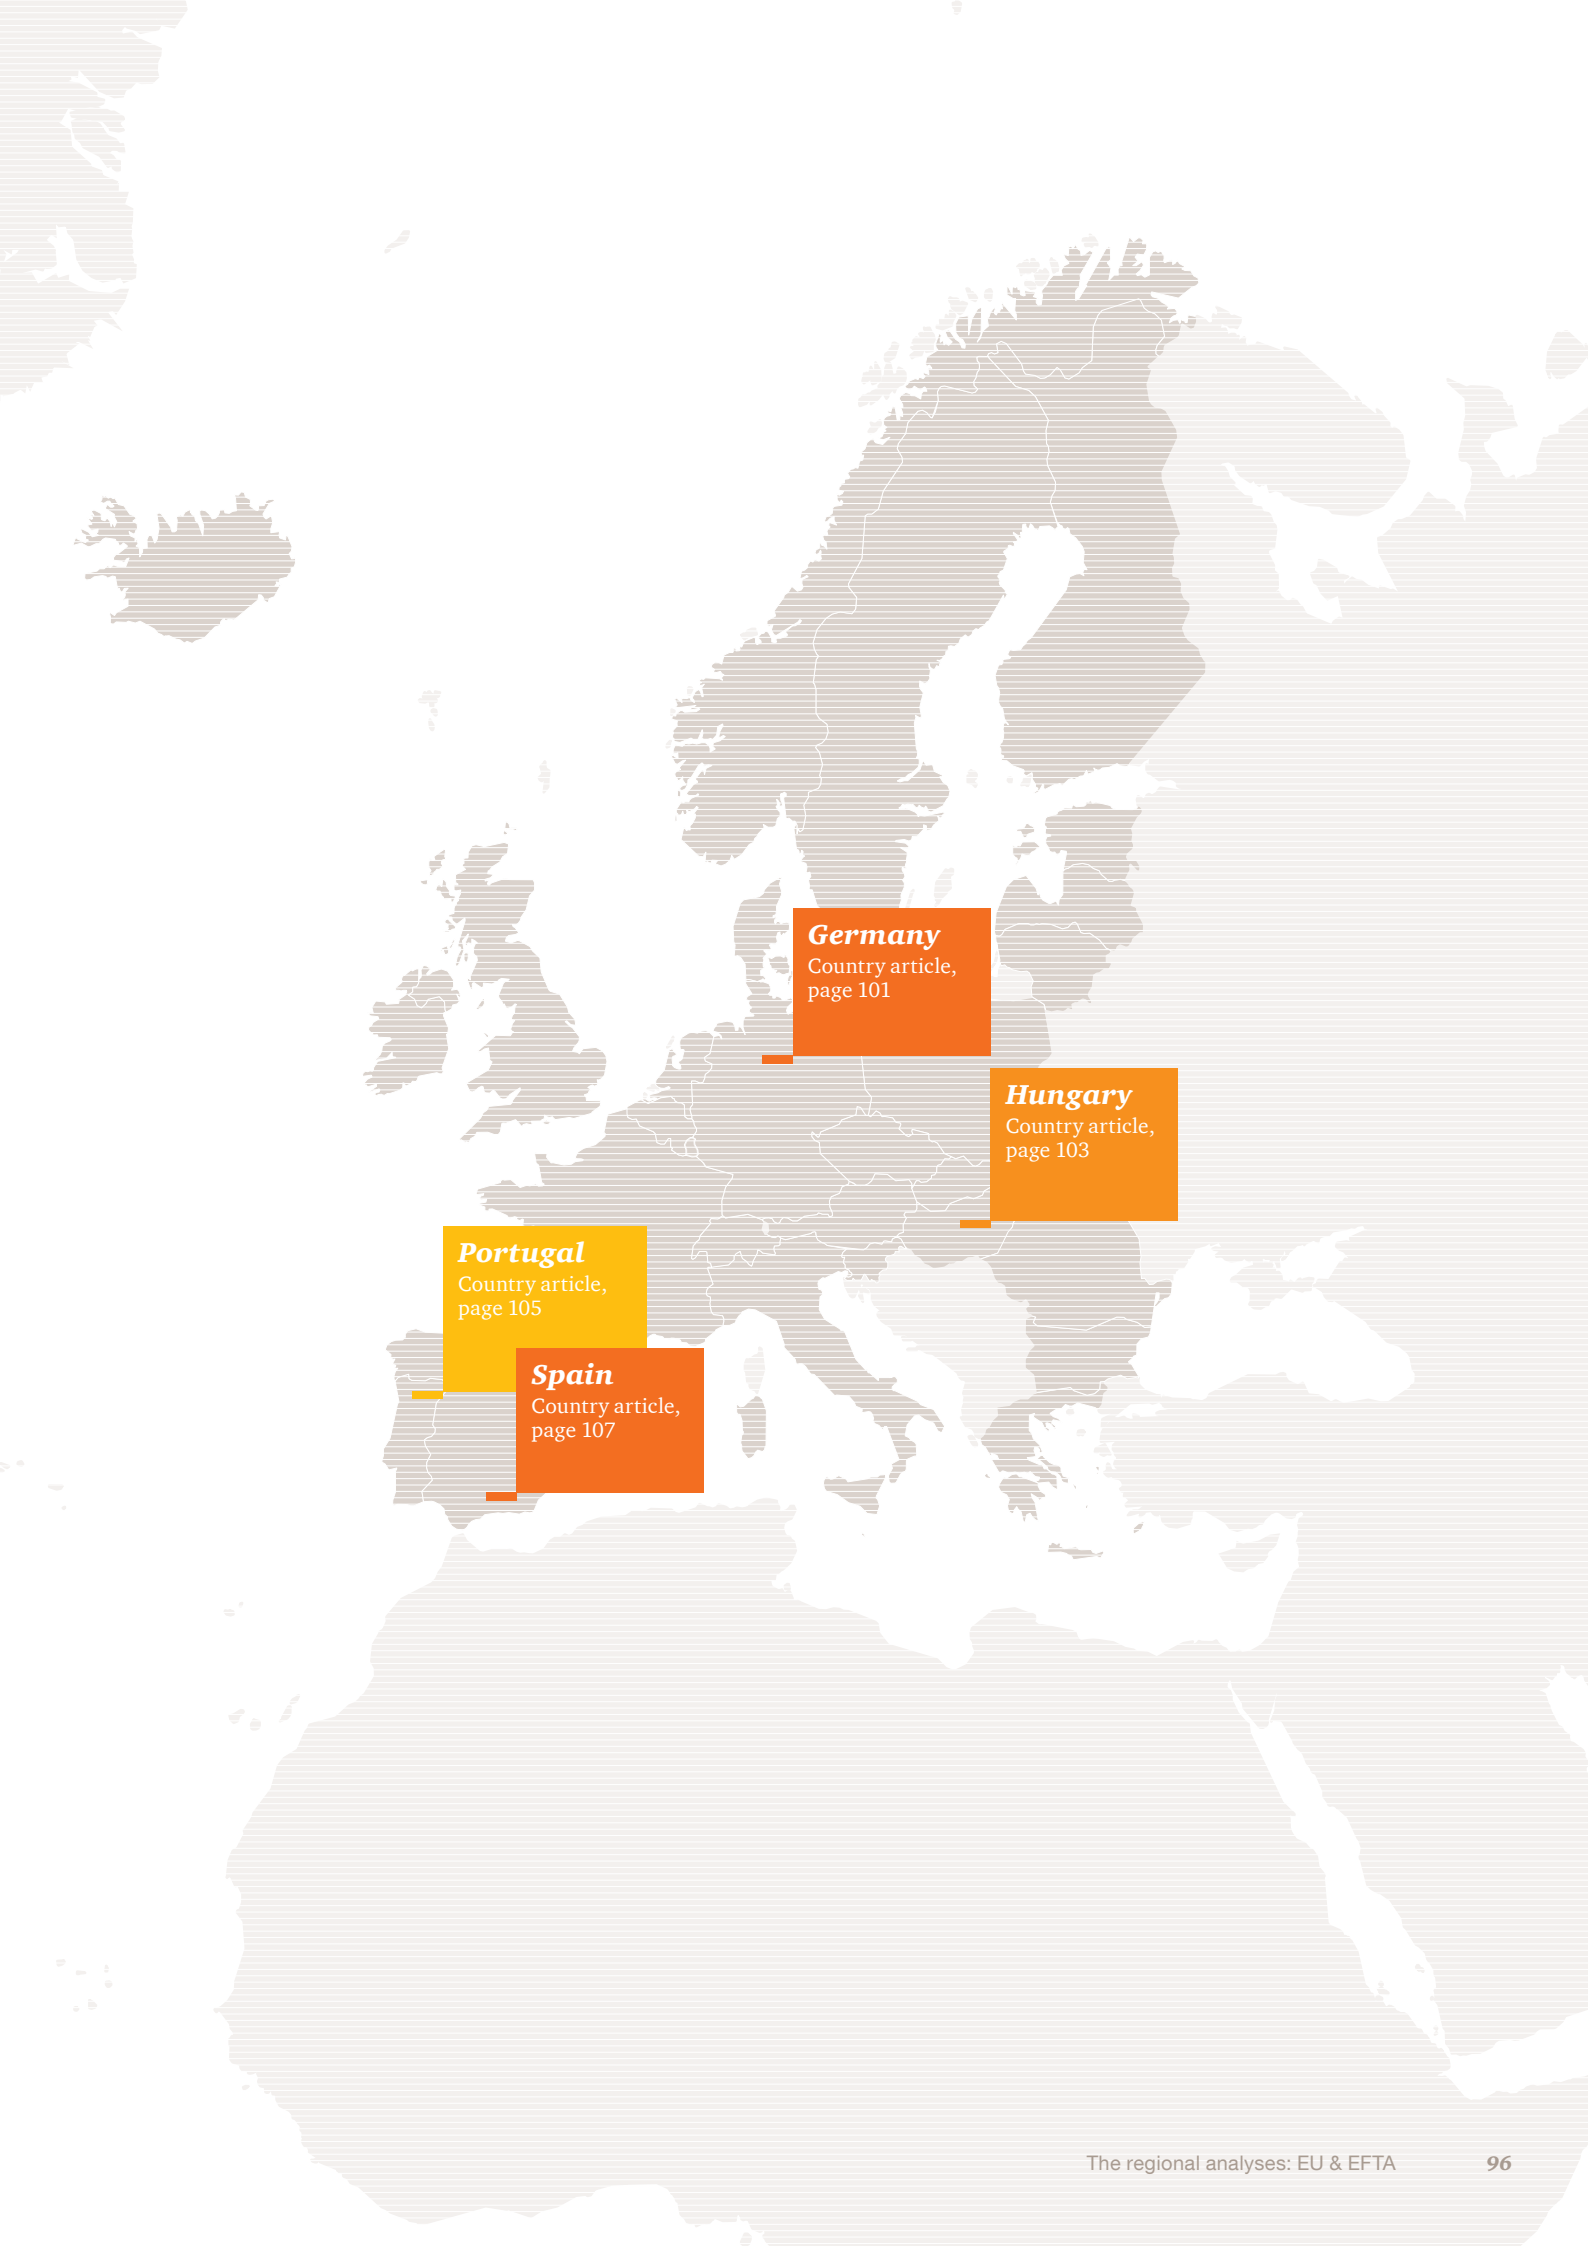 Germany
Country article,
page 101
Hungary
Country article,
page 103
Portugal
Country article,
page 105
Spain
Country article,
page 107
The regional analyses: EU & EFTA 96